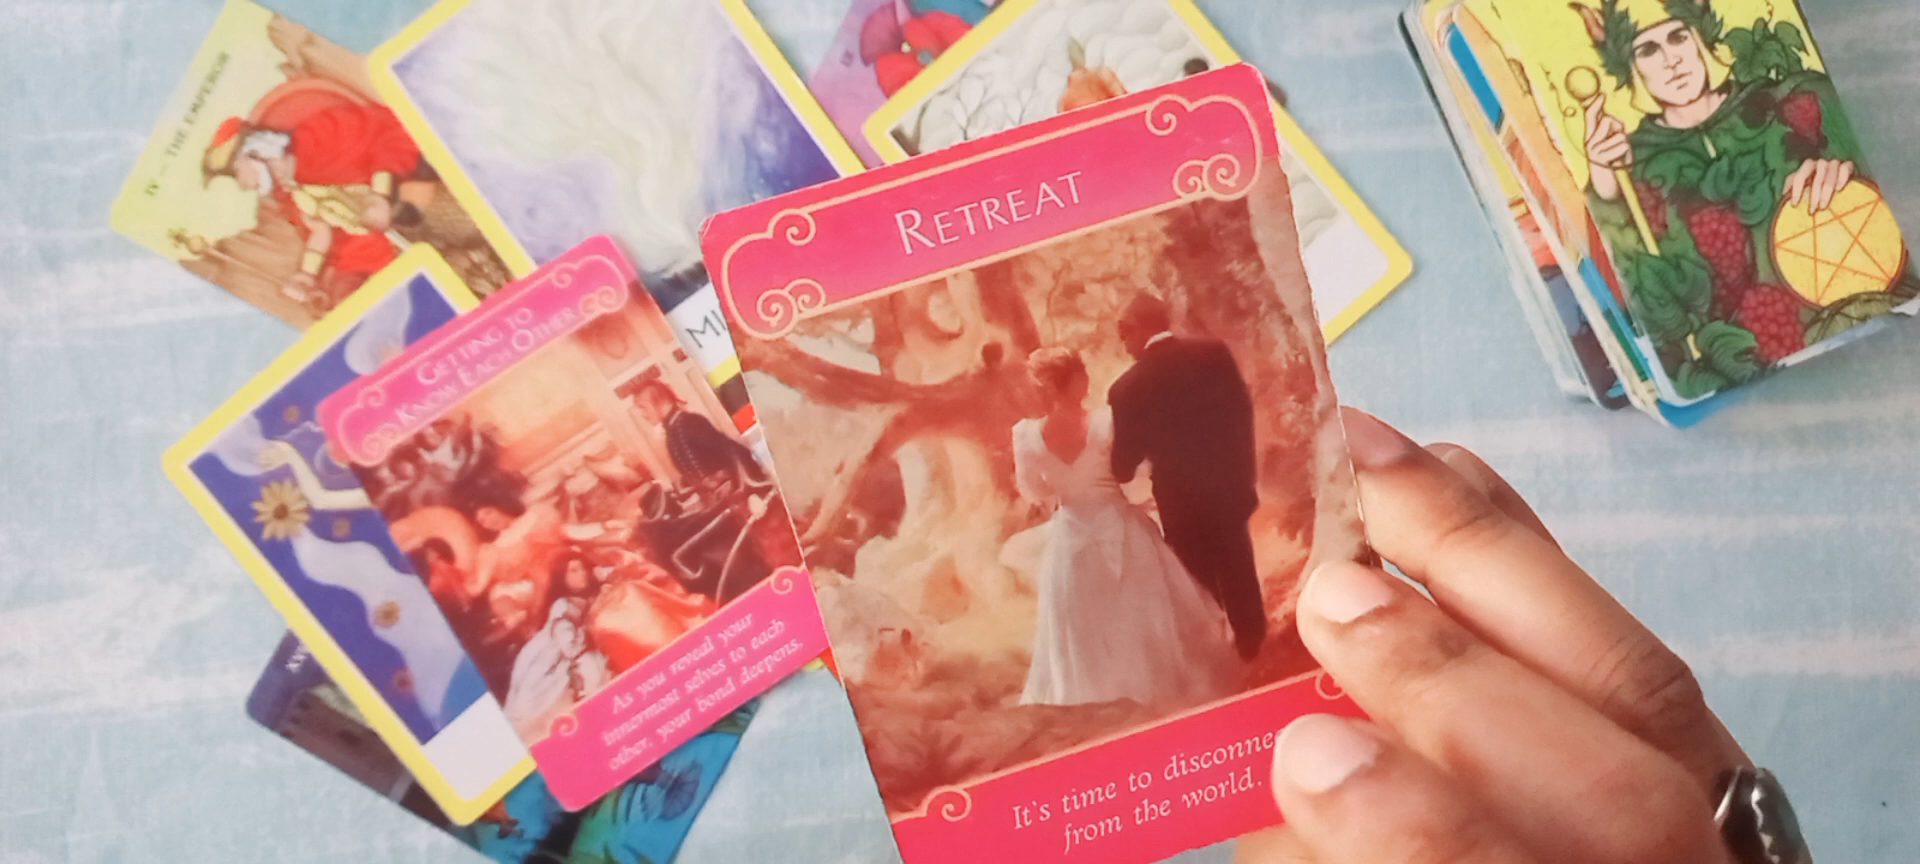 IV — THE EMPEROR
RETREAT
It's time to
from the world.
GETTING TO
KNOW EACH OTHER
As you reveal your
innermost selves to each
other, your bond deepens.